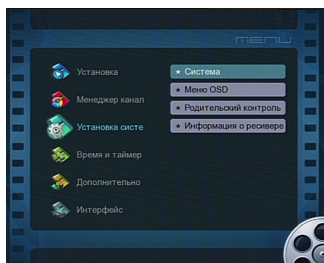 MENU
Установка
Менеджер канал
Установка систе
Время и таймер
Дополнительно
Интерфейс
★ Система
★ Меню OSD
★ Родительский контроль
★ Информация о ресивере